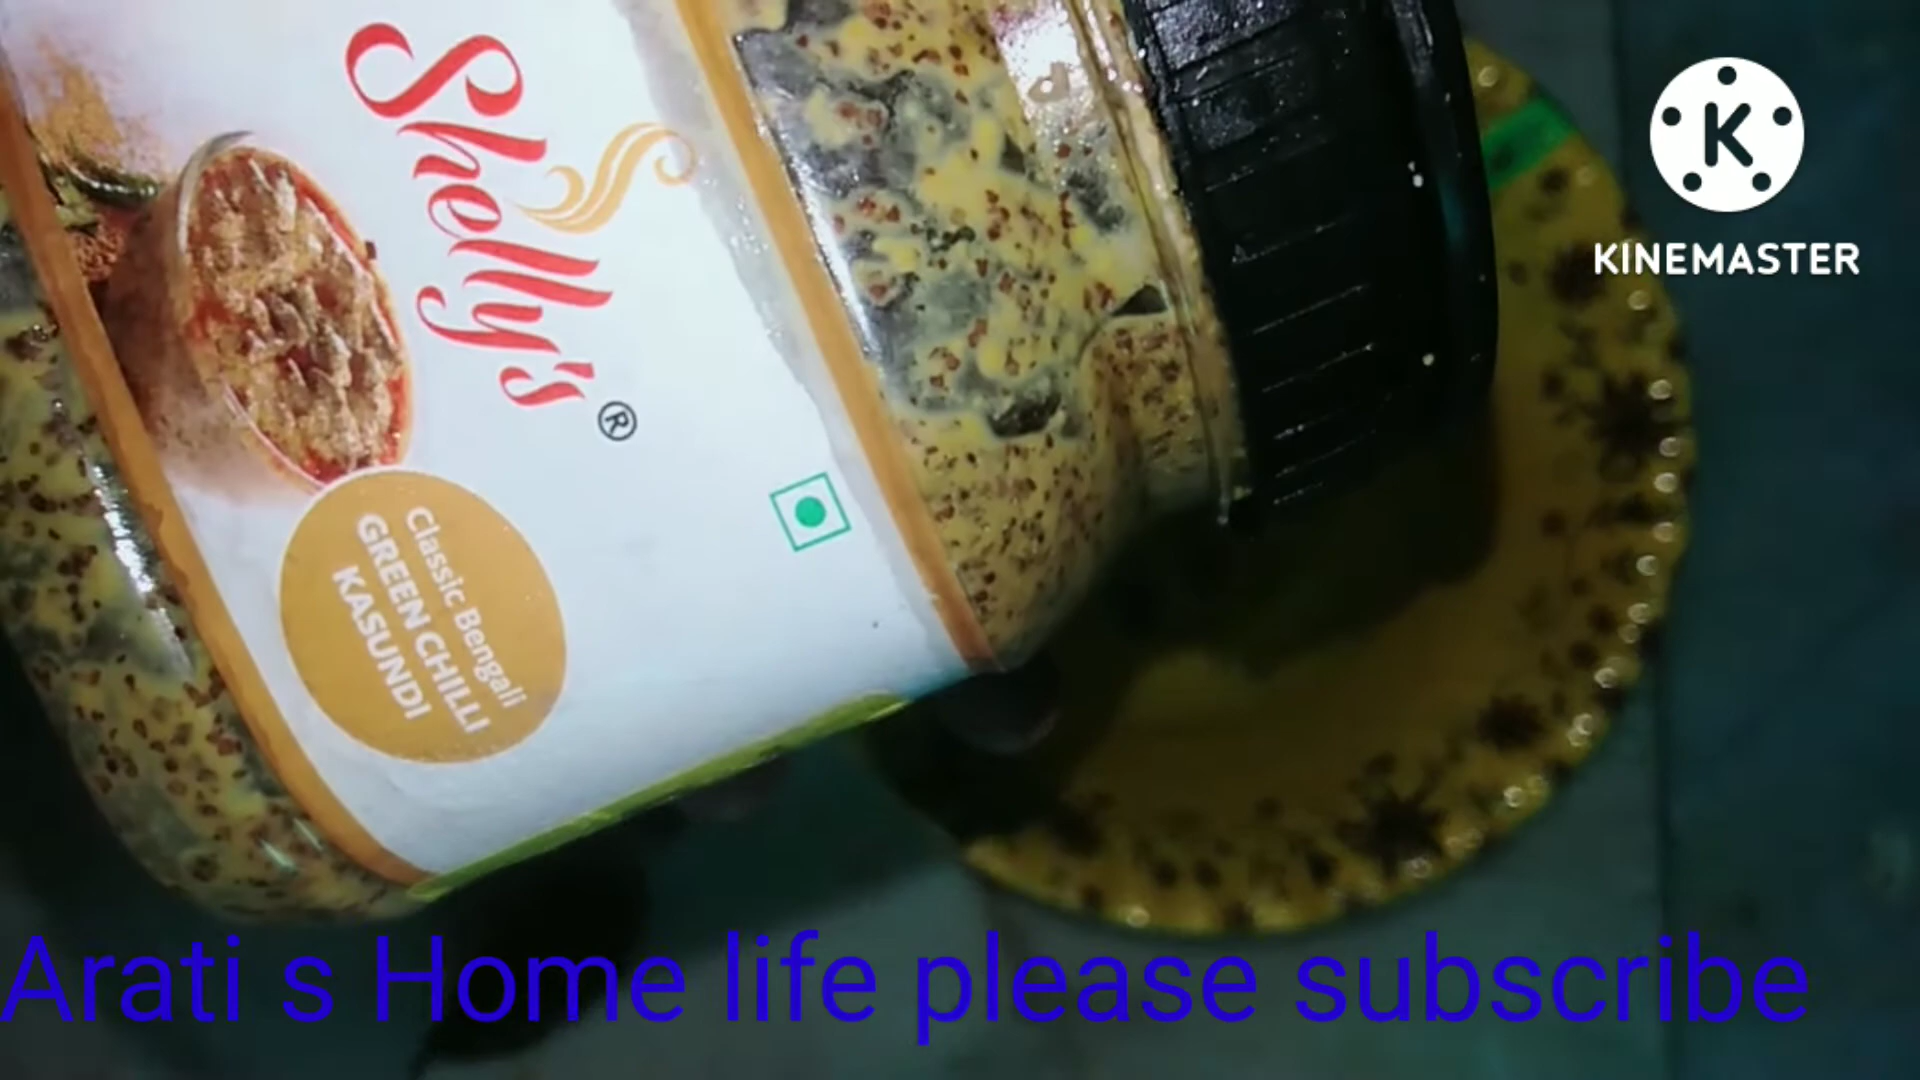 Shelly's
®
Classic Bengali
GREEN CHILLI
KASUNDI
K
KINEMASTER
Arati s Home life please subscribe